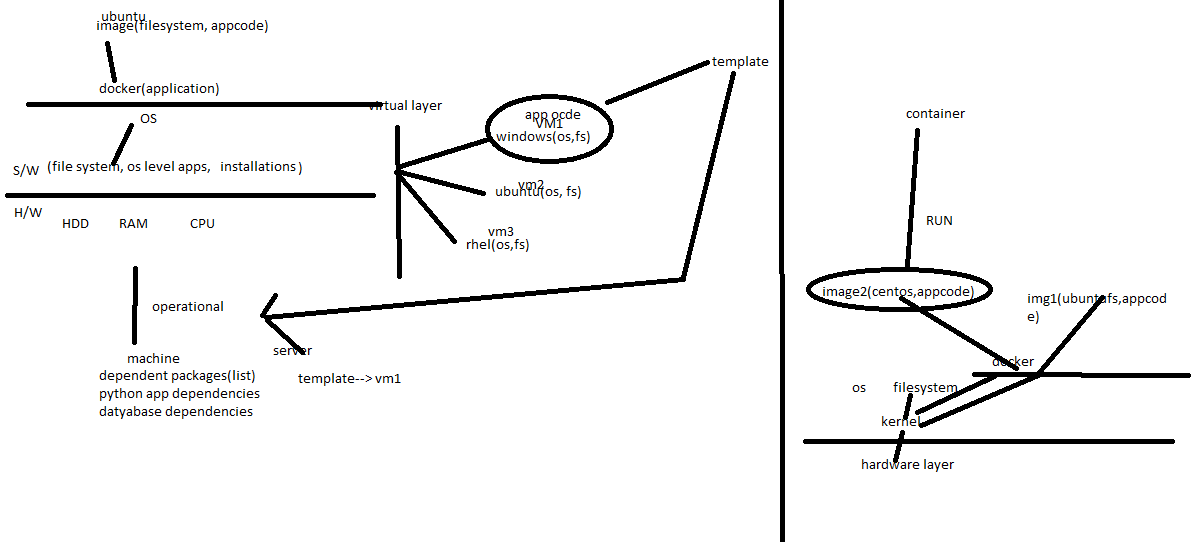 ubuntu
image(filesystem, appcode)
docker(application)
OS
S/W
(file system, os level apps, installations)
H/W
HDD
RAM
CPU
operational
machine
dependent packages(list)
python app dependencies
datyabase dependencies
virtual layer
app ocde
VM1
windows(os,fs)
vm2
ubuntu(os, fs)
vm3
rhel(os,fs)
template
server
template--> vm1
container
RUN
image2(centos,appcode)
img1(ubuntufs,appcod
e)
docker
os
filesystem
kernel
hardware layer